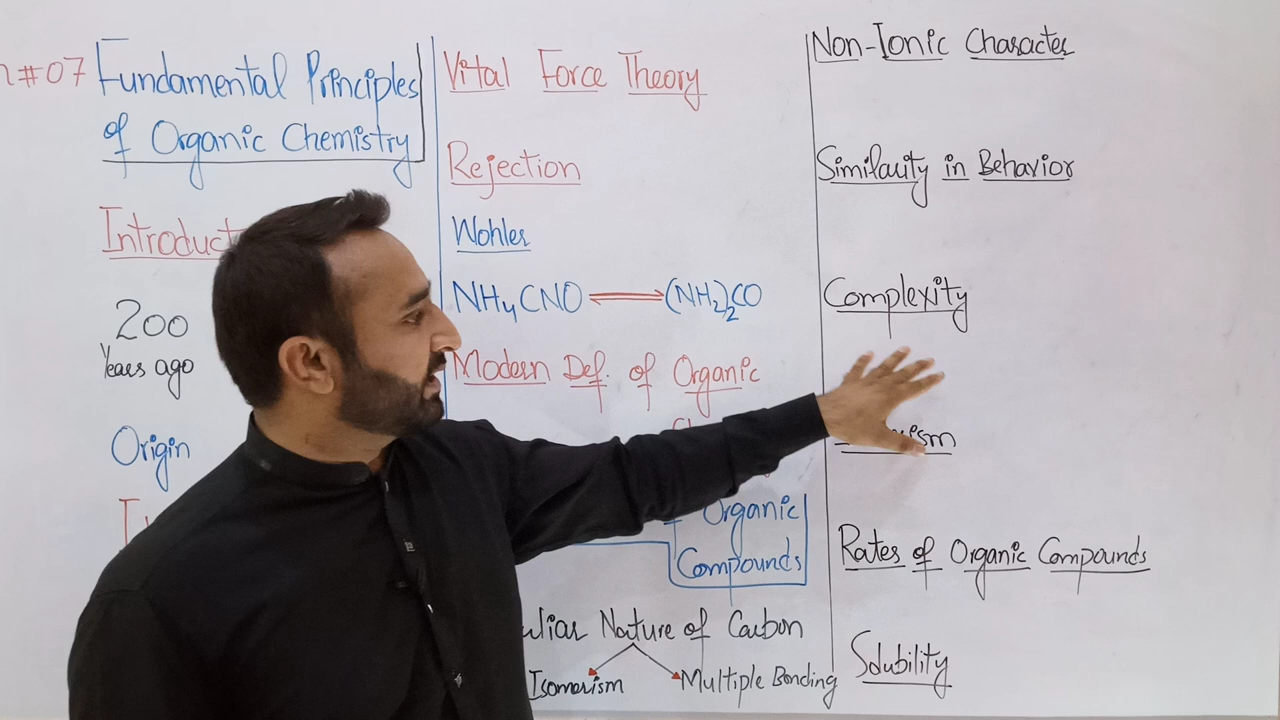 #07
Fundamental Principles
of Organic Chemistry
200
Years ago
Origin
Vital Force Theory
Rejection
Wohler
NH4CNO ⇌ (NH2)2CO
Modern Def. of Organic
Organic
Compounds
Nature of Carbon
Isomerism
Multiple Bonding
Non-Ionic Character
Similarity in Behavior
Complexity
Rates of Organic Compounds
Solubility